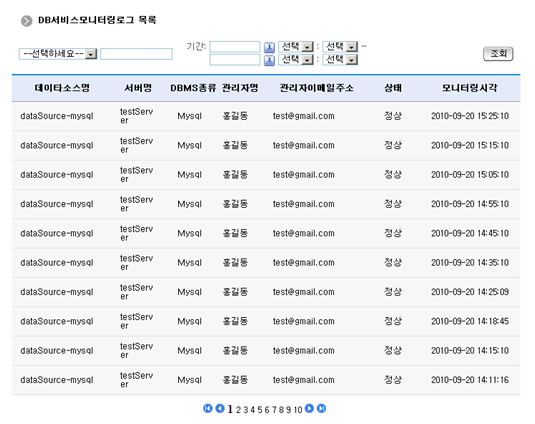 DB서비스모니터링로그 목록
--선택하세요-- 기간: 선택 : 선택 ~
선택 : 선택 조회
데이타소스명 서버명 DBMS종류 관리자명 관리자이메일주소 상태 모니터링시각
dataSource-mysql testServer Mysql 홍길동 test@gmail.com 정상 2010-09-20 15:25:10
dataSource-mysql testServer Mysql 홍길동 test@gmail.com 정상 2010-09-20 15:15:10
dataSource-mysql testServer Mysql 홍길동 test@gmail.com 정상 2010-09-20 15:05:10
dataSource-mysql testServer Mysql 홍길동 test@gmail.com 정상 2010-09-20 14:55:10
dataSource-mysql testServer Mysql 홍길동 test@gmail.com 정상 2010-09-20 14:45:10
dataSource-mysql testServer Mysql 홍길동 test@gmail.com 정상 2010-09-20 14:35:10
dataSource-mysql testServer Mysql 홍길동 test@gmail.com 정상 2010-09-20 14:25:09
dataSource-mysql testServer Mysql 홍길동 test@gmail.com 정상 2010-09-20 14:18:45
dataSource-mysql testServer Mysql 홍길동 test@gmail.com 정상 2010-09-20 14:15:10
dataSource-mysql testServer Mysql 홍길동 test@gmail.com 정상 2010-09-20 14:11:16
1 2 3 4 5 6 7 8 9 10